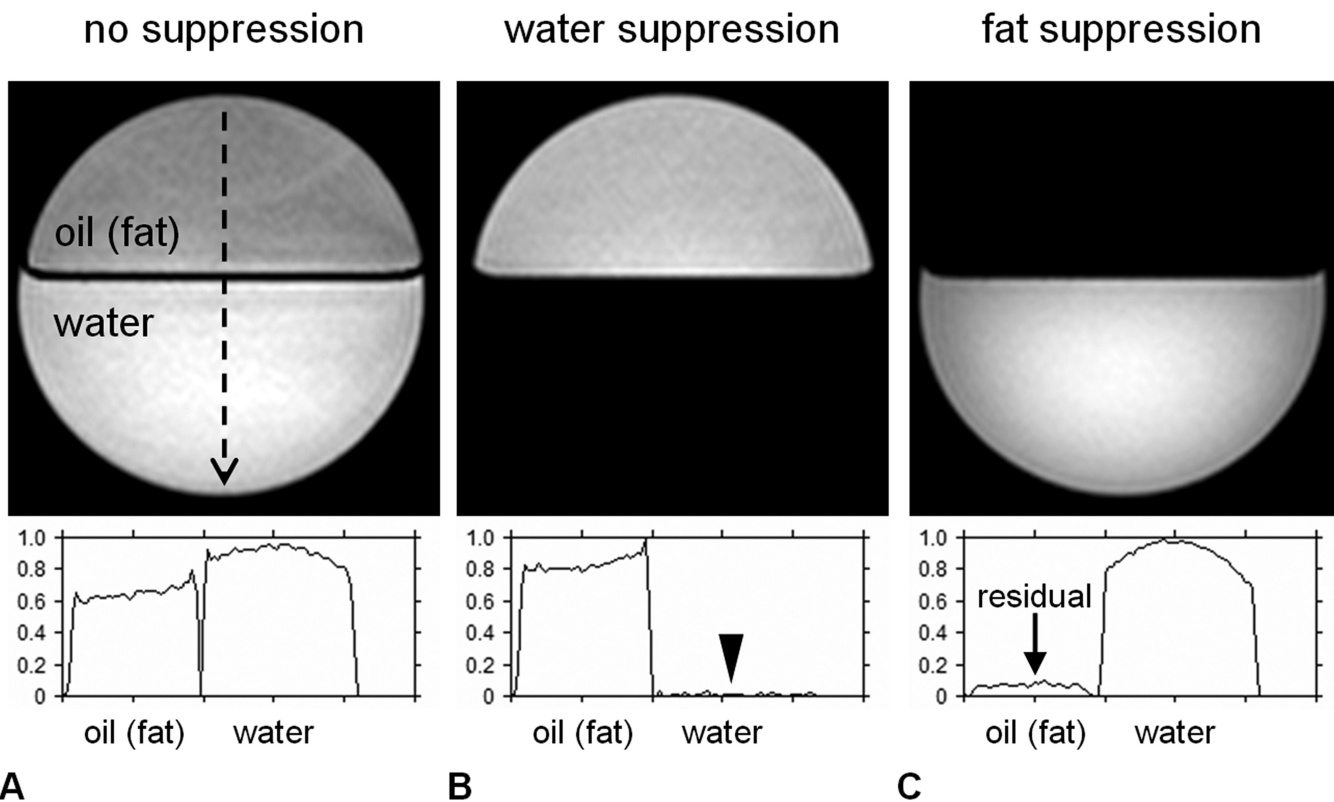 no suppression
water suppression
fat suppression
oil (fat)
water
1.0
0.8
0.6
0.4
0.2
0
oil (fat) water
1.0
0.8
0.6
0.4
0.2
0
oil (fat) water
1.0
0.8
0.6
0.4
0.2
0
residual
oil (fat) water
A
B
C